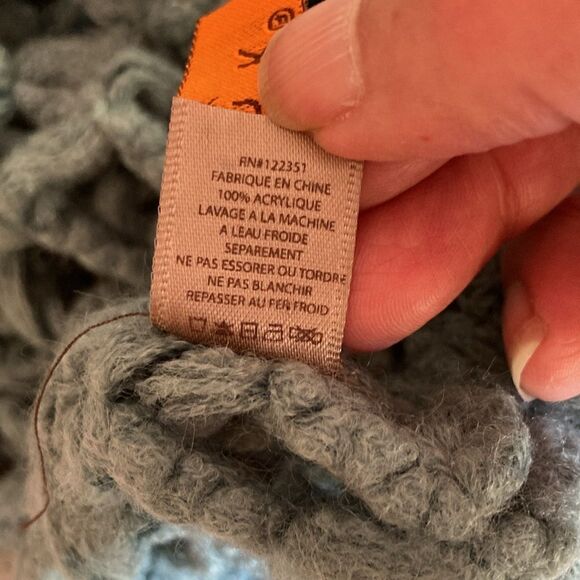 RN#122351
FABRIQUE EN CHINE
100% ACRYLIQUE
LAVAGE A LA MACHINE
A LEAU FROIDE
SEPAREMENT
NE PAS ESSORER OU TORDRE
NE PAS BLANCHIR
REPASSER AU FER FROID